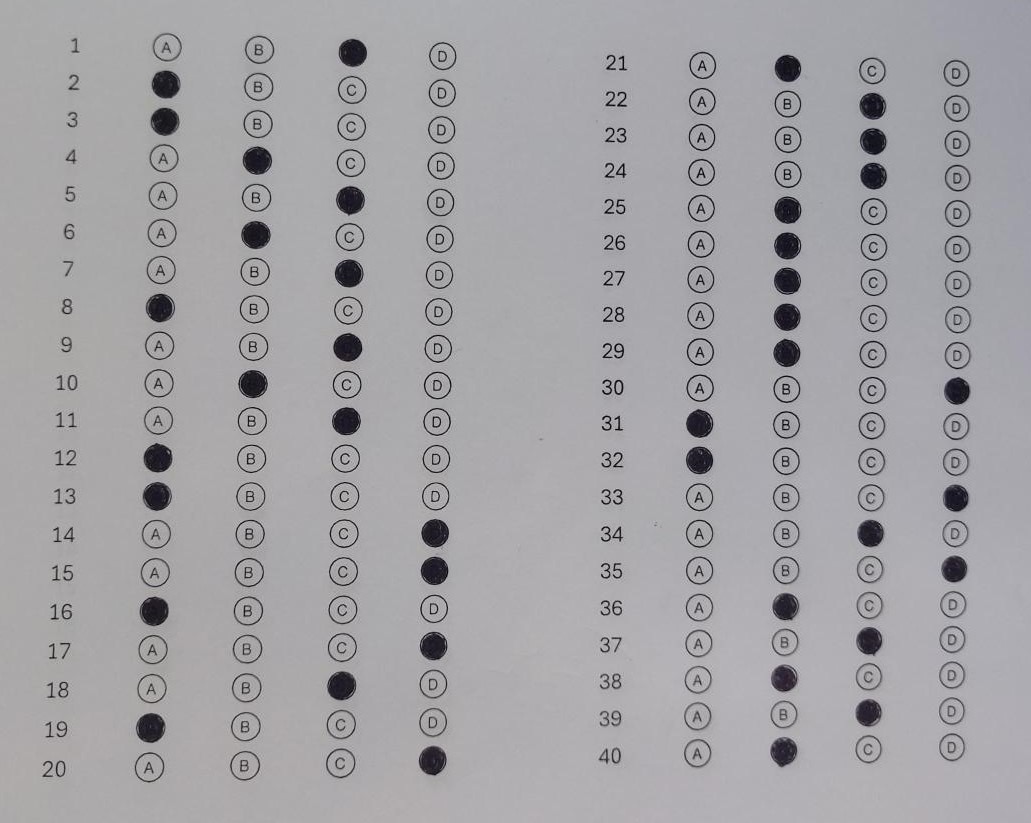 1 A B D
2 B C D
3 B C D
4 A C D
5 A B D
6 A C D
7 A B D
8 B C D
9 A B D
10 A C D
11 A B D
12 B C D
13 B C D
14 A B C
15 A B C
16 B C D
17 A B C
18 A B D
19 B C D
20 A B C
21 A C D
22 A B D
23 A B D
24 A B D
25 A C D
26 A C D
27 A C D
28 A C D
29 A C D
30 A B C
31 B C D
32 B C D
33 A B C
34 A B D
35 A B C
36 A C D
37 A B D
38 A C D
39 A B D
40 A C D